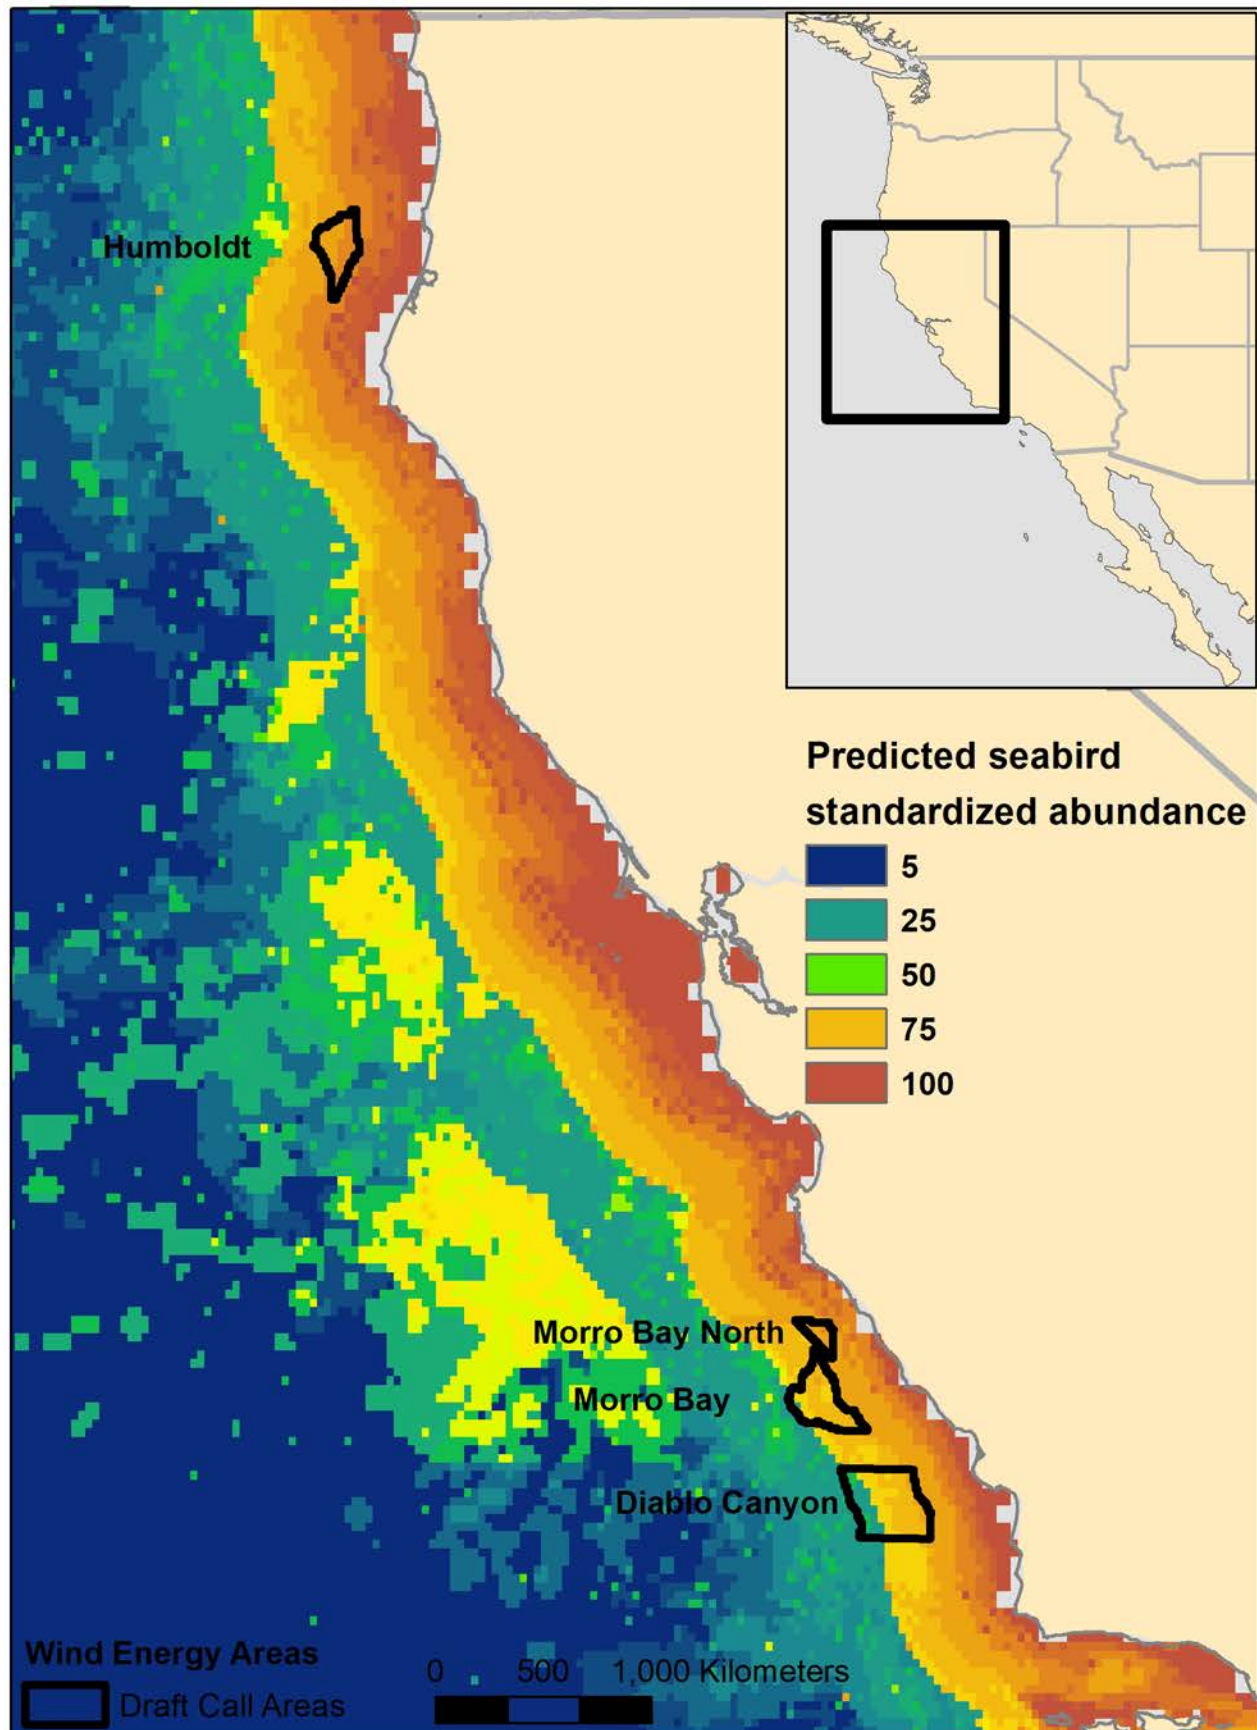 Humboldt
Predicted seabird
standardized abundance
5
25
50
75
100
Morro Bay North
Morro Bay
Diablo Canyon
Wind Energy Areas
Draft Call Areas
0 500 1,000 Kilometers